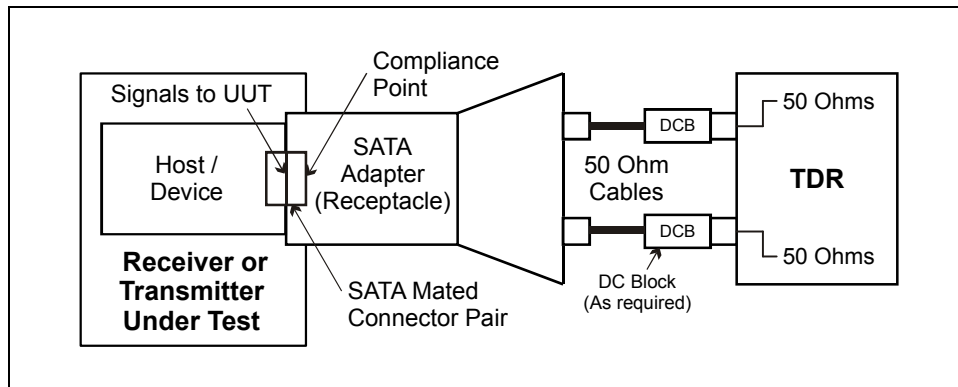 Compliance
Point
Signals to UUT
Host /
Device
SATA
Adapter
(Receptacle)
Receiver or
Transmitter
Under Test
SATA Mated
Connector Pair
DCB
50 Ohm
Cables
DCB
DC Block
(As required)
50 Ohms
TDR
50 Ohms